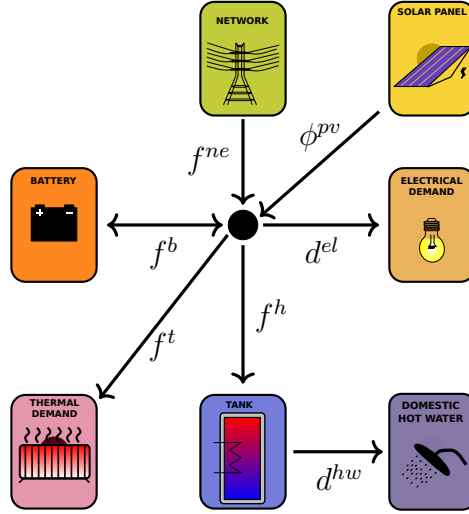 NETWORK
SOLAR PANEL
f^{ne}
ϕ^{pv}
BATTERY
+ -
ELECTRICAL
DEMAND
f^{b}
d^{el}
f^{t}
f^{h}
THERMAL
DEMAND
TANK
DOMESTIC
HOT WATER
d^{hw}